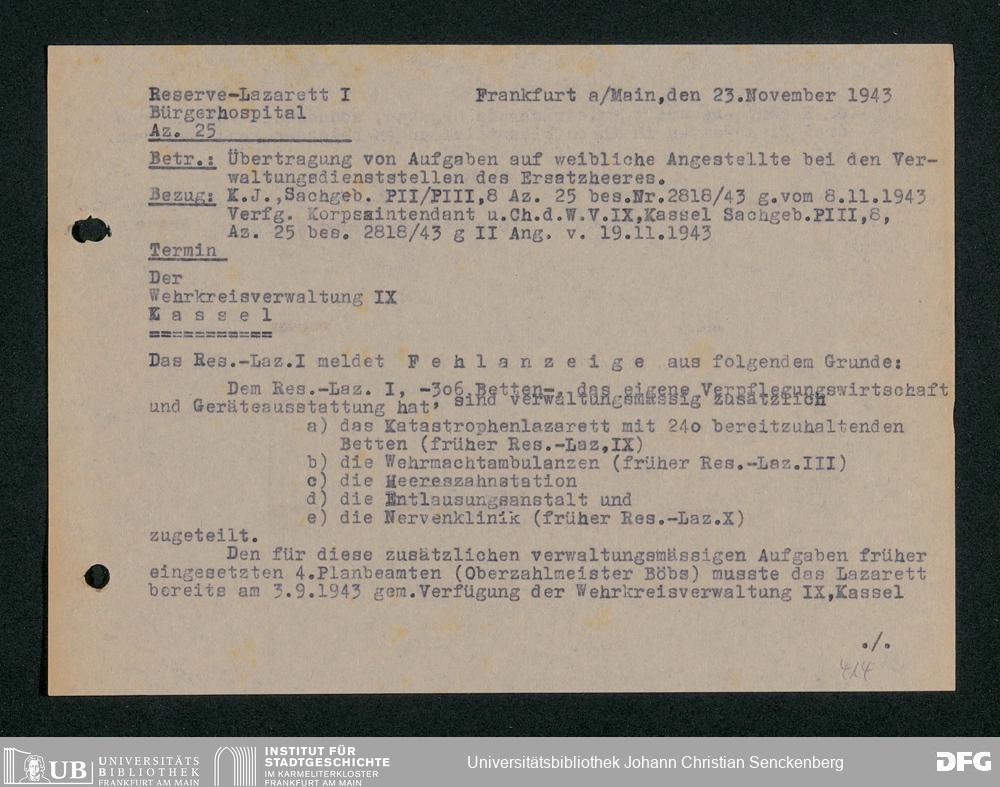 Reserve-Lazarett I Frankfurt a/Main,den 23.November 1943
Bürgerhospital
Az. 25
Betr.: Übertragung von Aufgaben auf weibliche Angestellte bei den Ver-
waltungsdienststellen des Ersatzheeres.
Bezug: K.J.,Sachgeb. PII/PIII,8 Az. 25 bes.Nr.2818/43 g.vom 8.11.1943
Verfg. Korpsintendant u.Ch.d.W.V.IX,Kassel Sachgeb.PIII,8,
Az. 25 bes. 2818/43 g II Ang. v. 19.11.1943
Termin
Der
Wehrkreisverwaltung IX
K a s s e l
===========
Das Res.-Laz.I meldet F e h l a n z e i g e aus folgendem Grunde:
Dem Res.-Laz. I, -3o6 Betten-, das eigene Verpflegungswirtschaft
und Geräteausstattung hat, sind verwaltungsmässig zusätzlich
a) das Katastrophenlazarett mit 24o bereitzuhaltenden
Betten (früher Res.-Laz,IX)
b) die Wehrmachtambulanzen (früher Res.-Laz.III)
c) die Heereszahnstation
d) die Entlausungsanstalt und
e) die Nervenklinik (früher Res.-Laz.X)
zugeteilt.
Den für diese zusätzlichen verwaltungsmässigen Aufgaben früher
eingesetzten 4.Planbeamten (Oberzahlmeister Böbs) musste das Lazarett
bereits am 3.9.1943 gem.Verfügung der Wehrkreisverwaltung IX,Kassel
./.
414
UB UNIVERSITÄTS
BIBLIOTHEK
FRANKFURT AM MAIN
INSTITUT FÜR
STADTGESCHICHTE
IM KARMELITERKLOSTER
FRANKFURT AM MAIN
Universitätsbibliothek Johann Christian Senckenberg
DFG